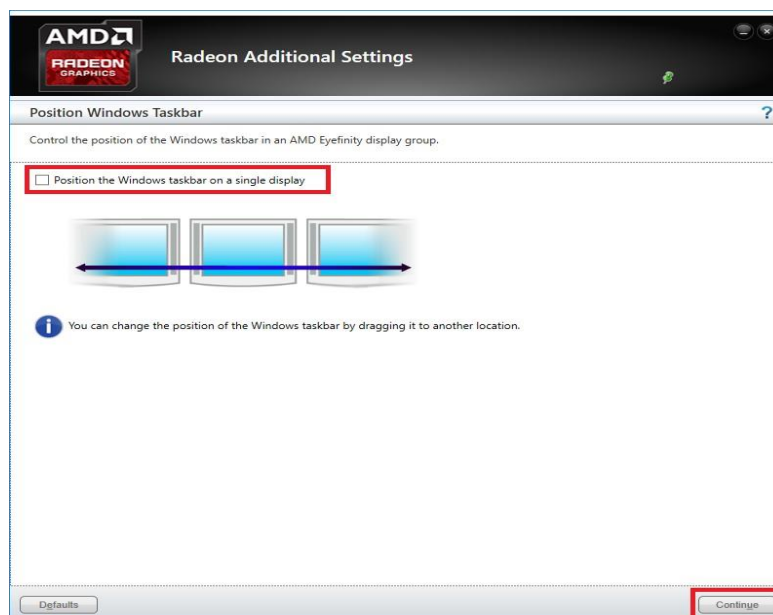 AMD
RADEON
GRAPHICS
Radeon Additional Settings
Position Windows Taskbar
?
Control the position of the Windows taskbar in an AMD Eyefinity display group.
Position the Windows taskbar on a single display
i You can change the position of the Windows taskbar by dragging it to another location.
Defaults
Continue